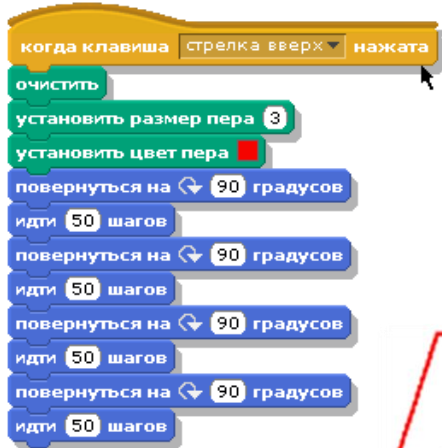 когда клавиша стрелка вверх нажата
очистить
установить размер пера 3
установить цвет пера
повернуться на 90 градусов
идти 50 шагов
повернуться на 90 градусов
идти 50 шагов
повернуться на 90 градусов
идти 50 шагов
повернуться на 90 градусов
идти 50 шагов